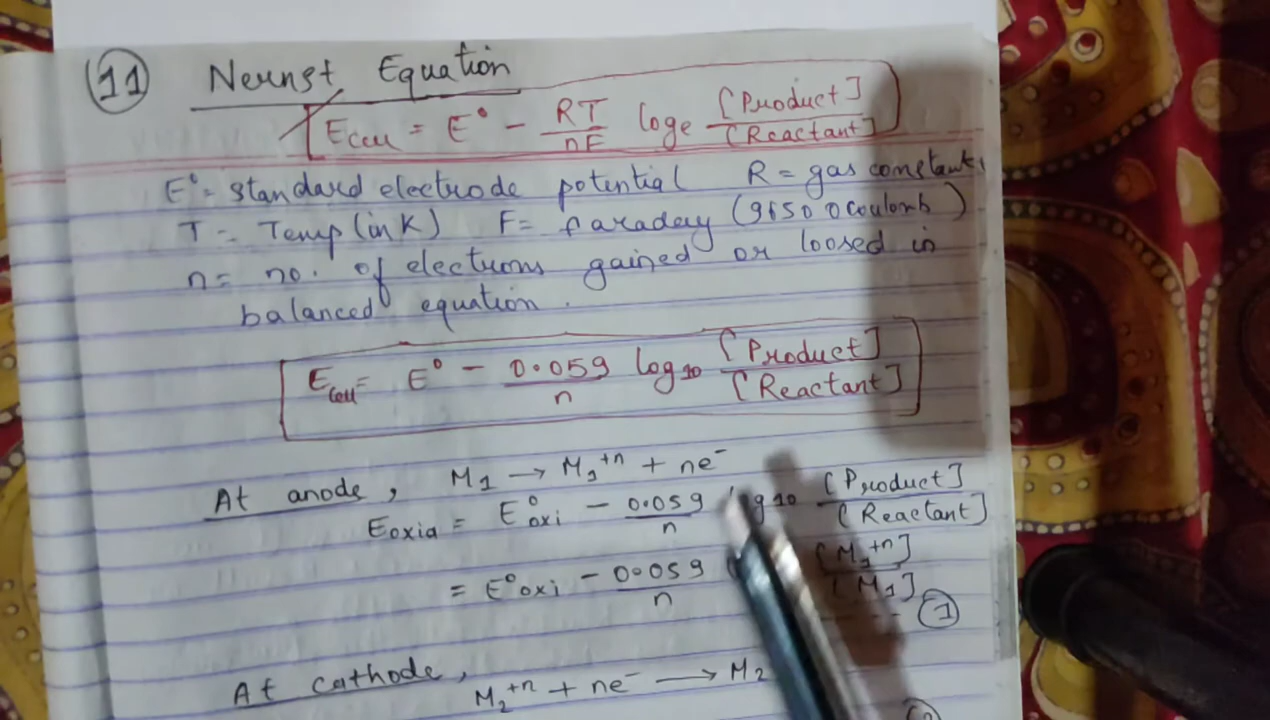 11 Nernst Equation
Ecell = E° - RT/nF loge [Product]/[Reactant]
E°= standard electrode potential R = gas constant
T = Temp (in K) F = faraday (96500 coulomb)
n = no. of electrons gained or loosed in
balanced equation.
Ecell = E° - 0.059/n log10 [Product]/[Reactant]
At anode, M1 → M1+n + ne-
Eoxia = E°oxi - 0.059/n log10 [Product]/[Reactant]
= E°oxi - 0.059/n [M1+n]/[M1] 1
At cathode, M2+n + ne- → M2